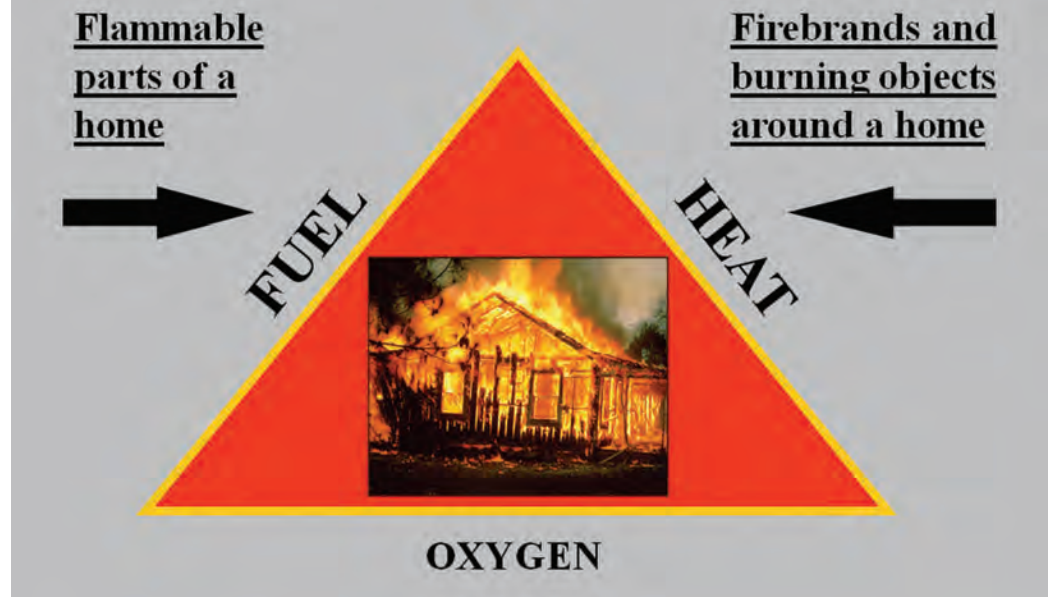 Flammable
parts of a
home
Firebrands and
burning objects
around a home
FUEL
HEAT
OXYGEN